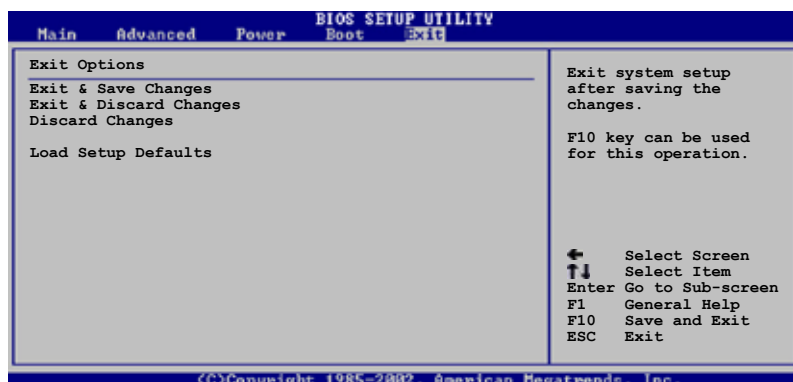 BIOS SETUP UTILITY
Main Advanced Power Boot Exit
Exit Options
Exit & Save Changes
Exit & Discard Changes
Discard Changes
Load Setup Defaults
Exit system setup
after saving the
changes.
F10 key can be used
for this operation.
← Select Screen
↑↓ Select Item
Enter Go to Sub-screen
F1 General Help
F10 Save and Exit
ESC Exit
(C)Copyright 1985-2002, American Megatrends, Inc.